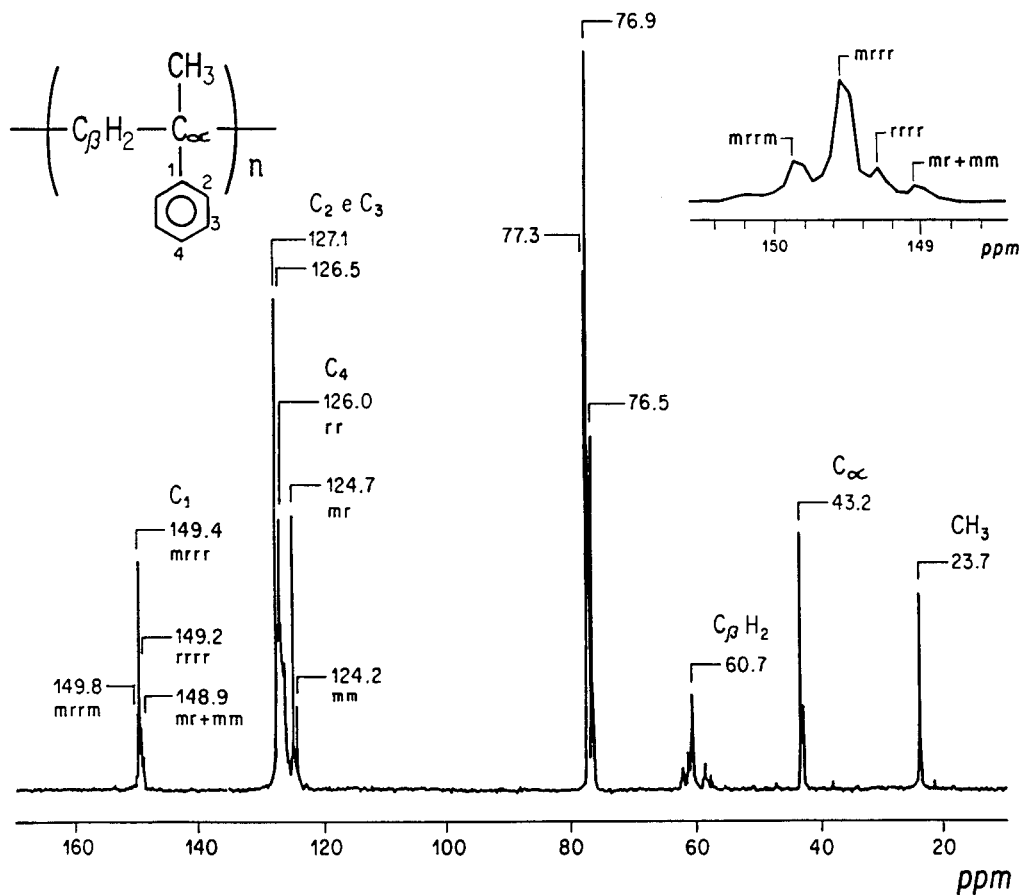 CH₃
CβH₂ Cα
n
1
2
3
4
C₁
149.4
mrrr
149.2
rrrr
149.8
mrrm
148.9
mr+mm
C₂ e C₃
127.1
126.5
C₄
126.0
rr
124.7
mr
124.2
mm
76.9
77.3
76.5
CβH₂
60.7
Cα
43.2
CH₃
23.7
mrrr
mrrm
rrrr
mr+mm
150 149 ppm
160 140 120 100 80 60 40 20
ppm